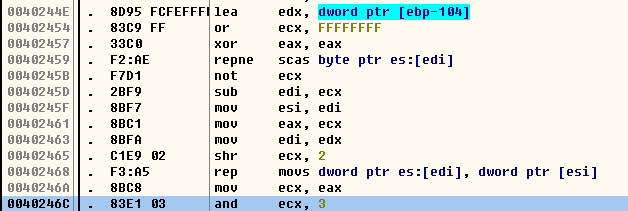 0040244E . 8D95 FCFEFFFF lea edx, dword ptr [ebp-104]
00402454 . 83C9 FF or ecx, FFFFFFFF
00402457 . 33C0 xor eax, eax
00402459 . F2:AE repne scas byte ptr es:[edi]
0040245B . F7D1 not ecx
0040245D . 2BF9 sub edi, ecx
0040245F . 8BF7 mov esi, edi
00402461 . 8BC1 mov eax, ecx
00402463 . 8BFA mov edi, edx
00402465 . C1E9 02 shr ecx, 2
00402468 . F3:A5 rep movs dword ptr es:[edi], dword ptr [esi]
0040246A . 8BC8 mov ecx, eax
0040246C . 83E1 03 and ecx, 3